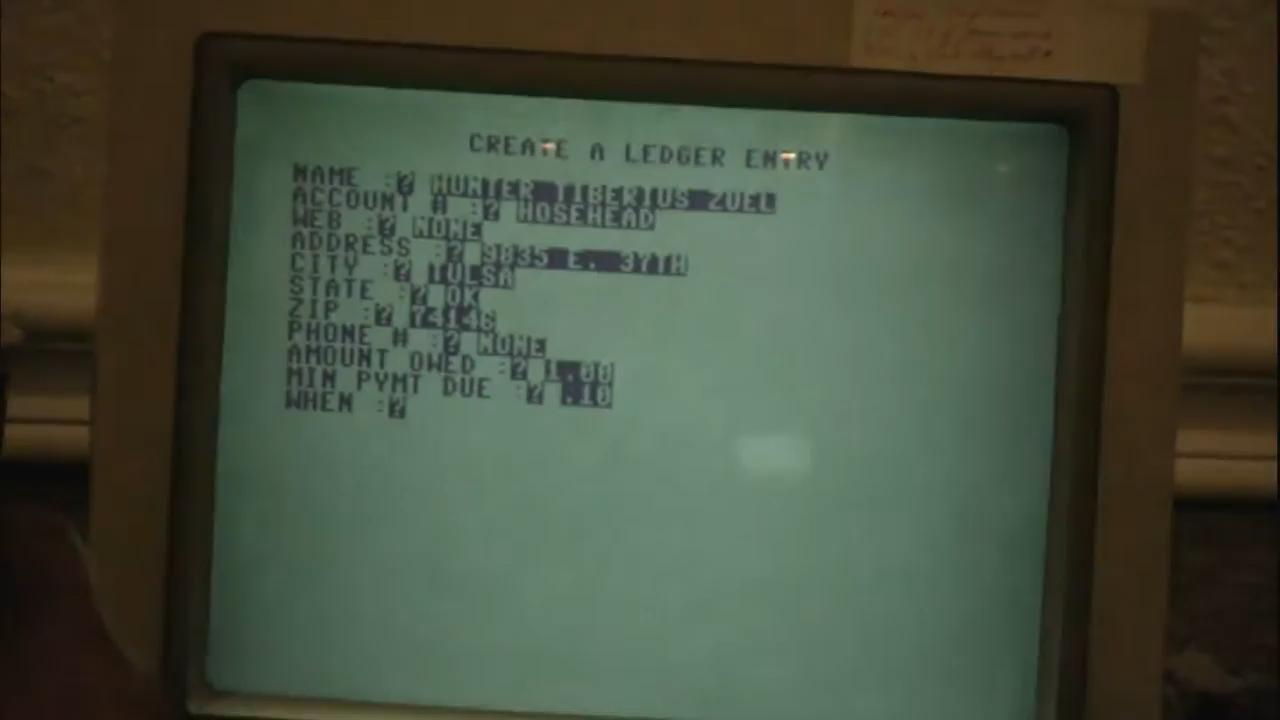 CREATE A LEDGER ENTRY
NAME :? HUNTER TIBERIUS ZUEL
ACCOUNT # :? HOSEHEAD
WEB :? NONE
ADDRESS :? 9835 E. 37TH
CITY :? TULSA
STATE :? OK
ZIP :? 73146
PHONE # :? NONE
AMOUNT OWED :? 1.00
MIN PYMT DUE :? .10
WHEN :?